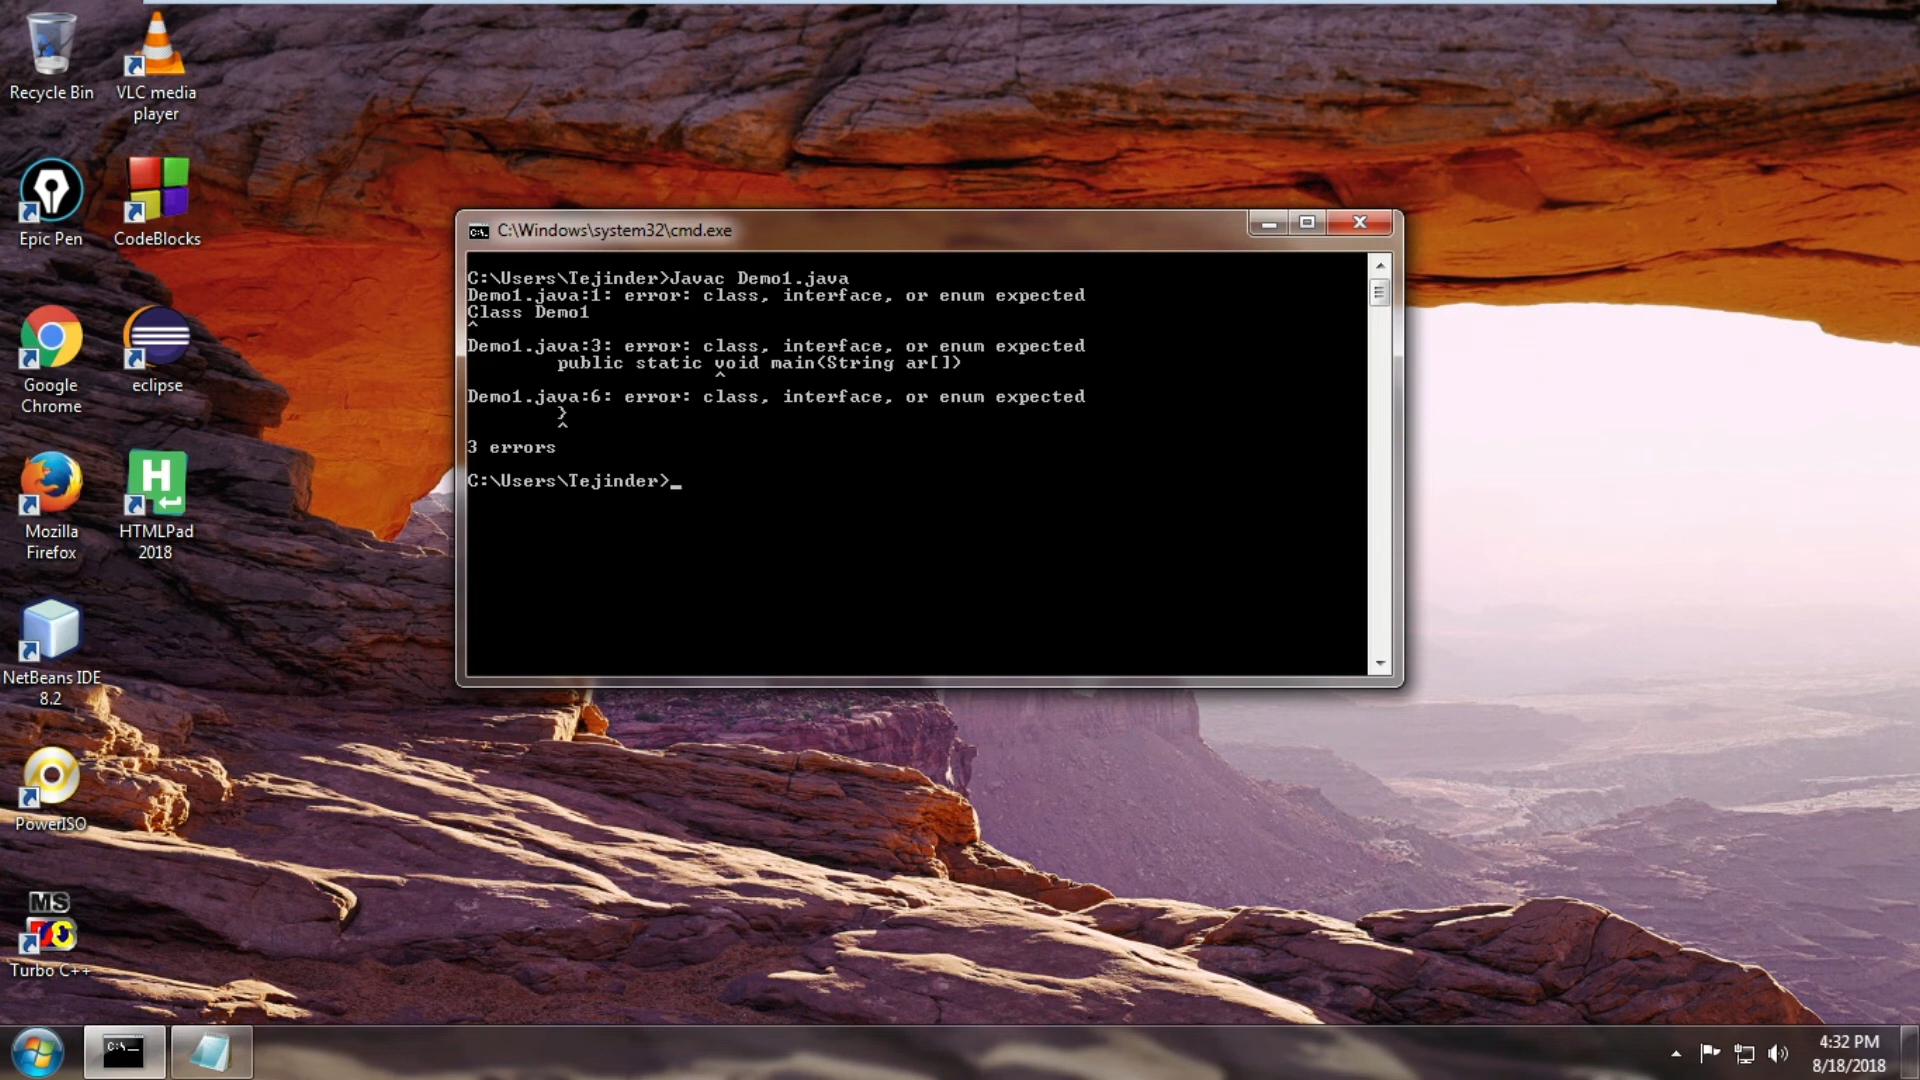 Recycle Bin
VLC media
player
Epic Pen
CodeBlocks
Google
Chrome
eclipse
Mozilla
Firefox
H
HTMLPad
2018
NetBeans IDE
8.2
PowerISO
MS
Turbo C++
C:\Windows\system32\cmd.exe
C:\Users\Tejinder>Javac Demo1.java
Demo1.java:1: error: class, interface, or enum expected
Class Demo1
^
Demo1.java:3: error: class, interface, or enum expected
public static void main(String ar[])
^
Demo1.java:6: error: class, interface, or enum expected
}
^
3 errors
C:\Users\Tejinder>_
4:32 PM
8/18/2018